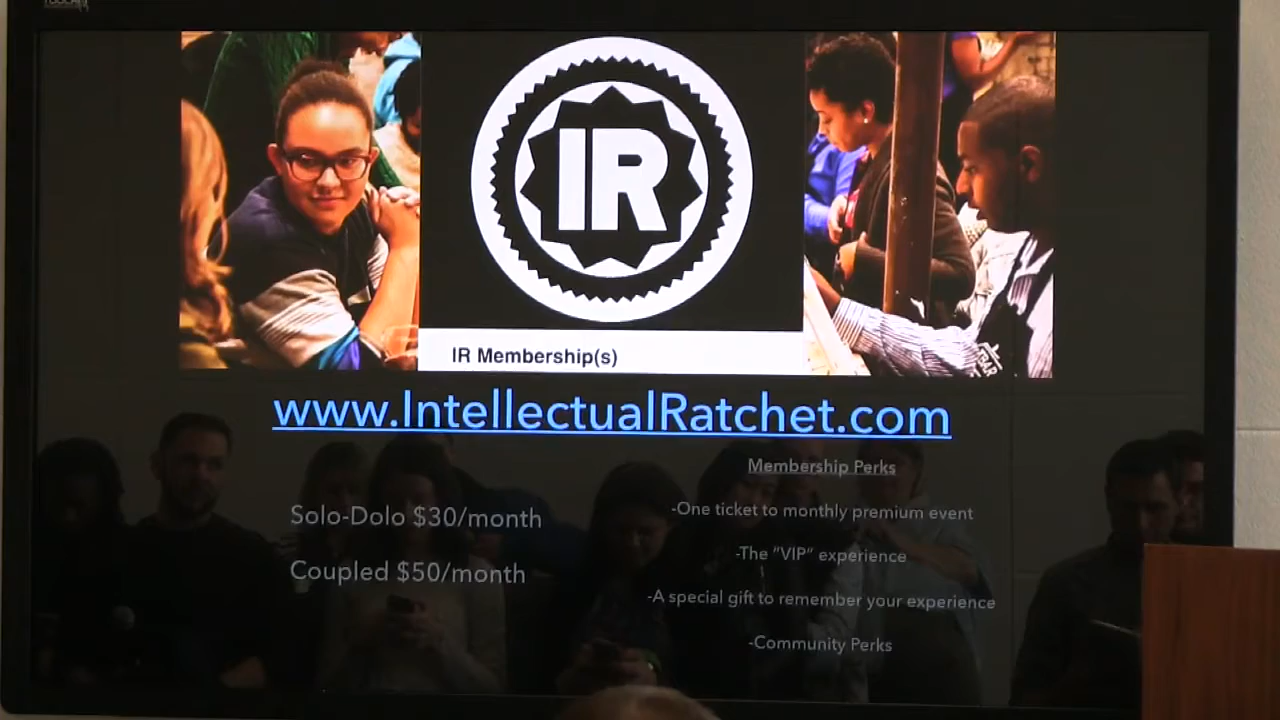 IR
IR Membership(s)
www.IntellectualRatchet.com
Membership Perks
Solo-Dolo $30/month
Coupled $50/month
-One ticket to monthly premium event
-The "VIP" experience
-A special gift to remember your experience
-Community Perks